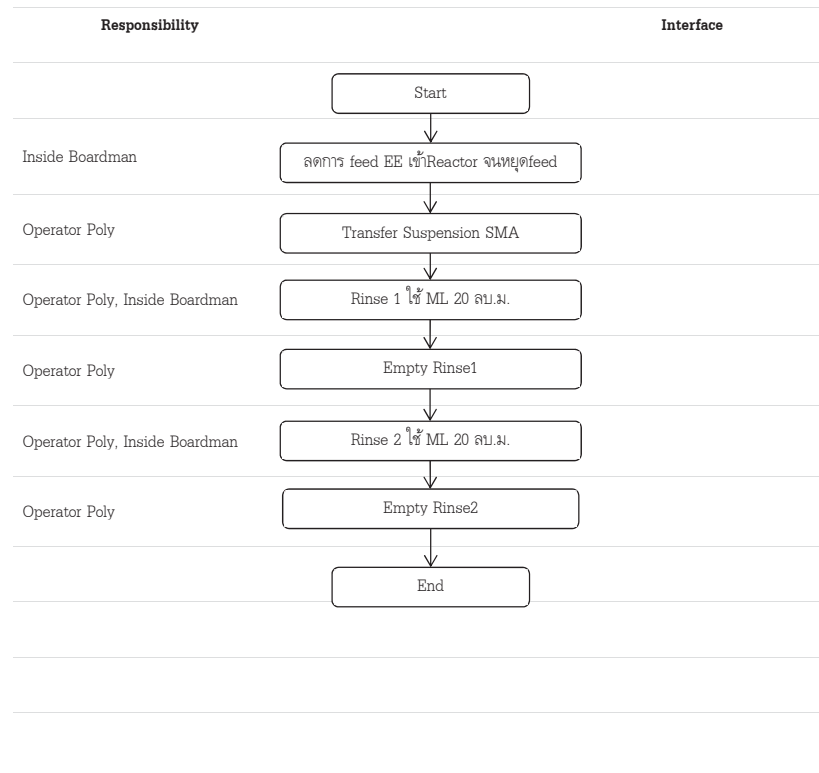 Responsibility
Interface
Start
Inside Boardman
ลดการ feed EE เข้าReactor จนหยุดfeed
Operator Poly
Transfer Suspension SMA
Operator Poly, Inside Boardman
Rinse 1 ใช้ ML 20 ลบ.ม.
Operator Poly
Empty Rinse1
Operator Poly, Inside Boardman
Rinse 2 ใช้ ML 20 ลบ.ม.
Operator Poly
Empty Rinse2
End